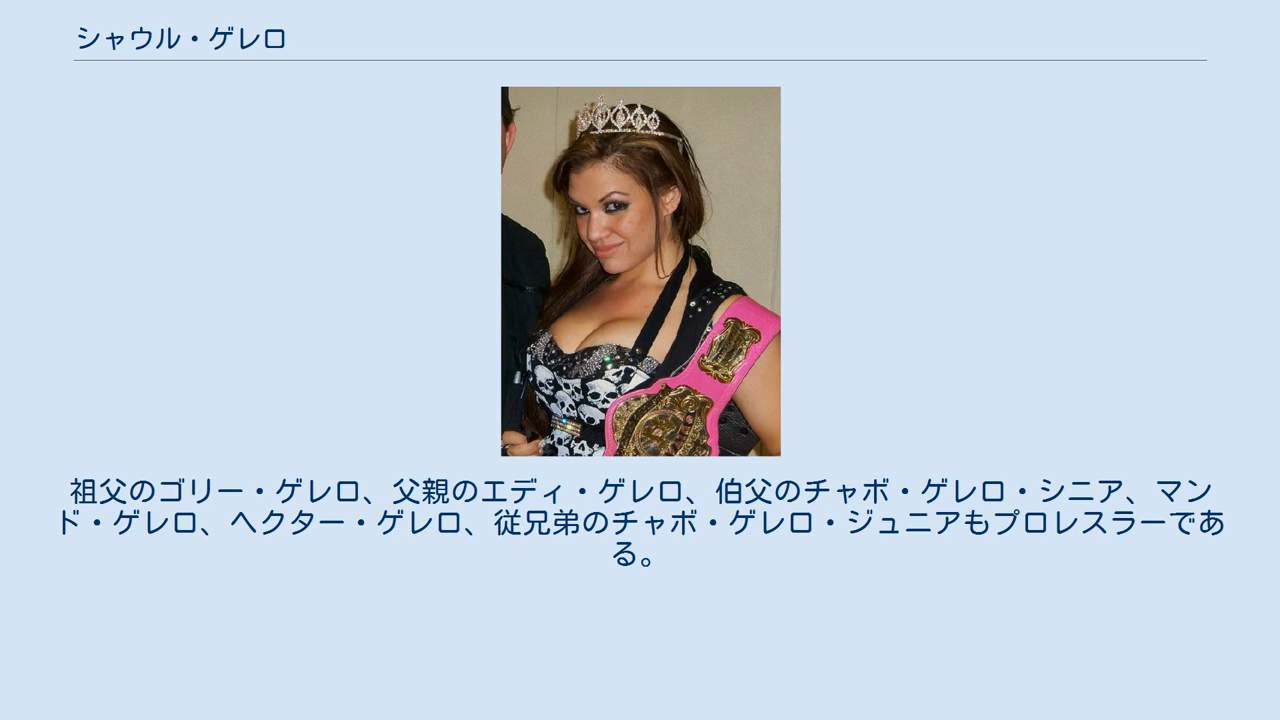 シャウル・ゲレロ
祖父のゴリー・ゲレロ、父親のエディ・ゲレロ、伯父のチャボ・ゲレロ・シニア、マン
ド・ゲレロ、ヘクター・ゲレロ、従兄弟のチャボ・ゲレロ・ジュニアもプロレスラーであ
る。